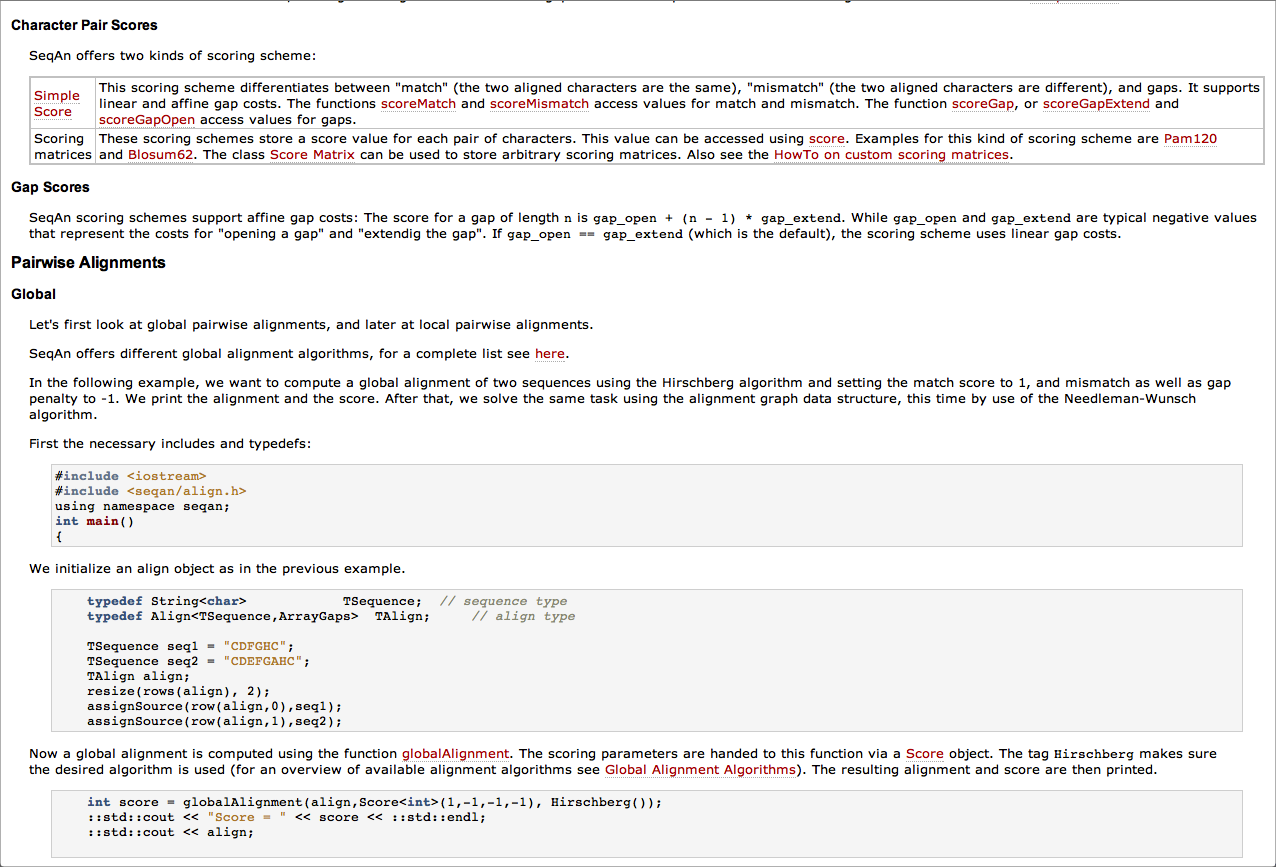 Character Pair Scores
SeqAn offers two kinds of scoring scheme:
Simple Score
This scoring scheme differentiates between "match" (the two aligned characters are the same), "mismatch" (the two aligned characters are different), and gaps. It supports
linear and affine gap costs. The functions scoreMatch and scoreMismatch access values for match and mismatch. The function scoreGap, or scoreGapExtend and
scoreGapOpen access values for gaps.
Scoring matrices
These scoring schemes store a score value for each pair of characters. This value can be accessed using score. Examples for this kind of scoring scheme are Pam120
and Blosum62. The class Score Matrix can be used to store arbitrary scoring matrices. Also see the HowTo on custom scoring matrices.
Gap Scores
SeqAn scoring schemes support affine gap costs: The score for a gap of length n is gap_open + (n - 1) * gap_extend. While gap_open and gap_extend are typical negative values
that represent the costs for "opening a gap" and "extendig the gap". If gap_open == gap_extend (which is the default), the scoring scheme uses linear gap costs.
Pairwise Alignments
Global
Let's first look at global pairwise alignments, and later at local pairwise alignments.
SeqAn offers different global alignment algorithms, for a complete list see here.
In the following example, we want to compute a global alignment of two sequences using the Hirschberg algorithm and setting the match score to 1, and mismatch as well as gap
penalty to -1. We print the alignment and the score. After that, we solve the same task using the alignment graph data structure, this time by use of the Needleman-Wunsch
algorithm.
First the necessary includes and typedefs:
#include <iostream>
#include <seqan/align.h>
using namespace seqan;
int main()
{
We initialize an align object as in the previous example.
typedef String<char> TSequence; // sequence type
typedef Align<TSequence,ArrayGaps> TAlign; // align type
TSequence seq1 = "CDFGHC";
TSequence seq2 = "CDEFGAHC";
TAlign align;
resize(rows(align), 2);
assignSource(row(align,0),seq1);
assignSource(row(align,1),seq2);
Now a global alignment is computed using the function globalAlignment. The scoring parameters are handed to this function via a Score object. The tag Hirschberg makes sure
the desired algorithm is used (for an overview of available alignment algorithms see Global Alignment Algorithms). The resulting alignment and score are then printed.
int score = globalAlignment(align,Score<int>(1,-1,-1,-1), Hirschberg());
::std::cout << "Score = " << score << ::std::endl;
::std::cout << align;